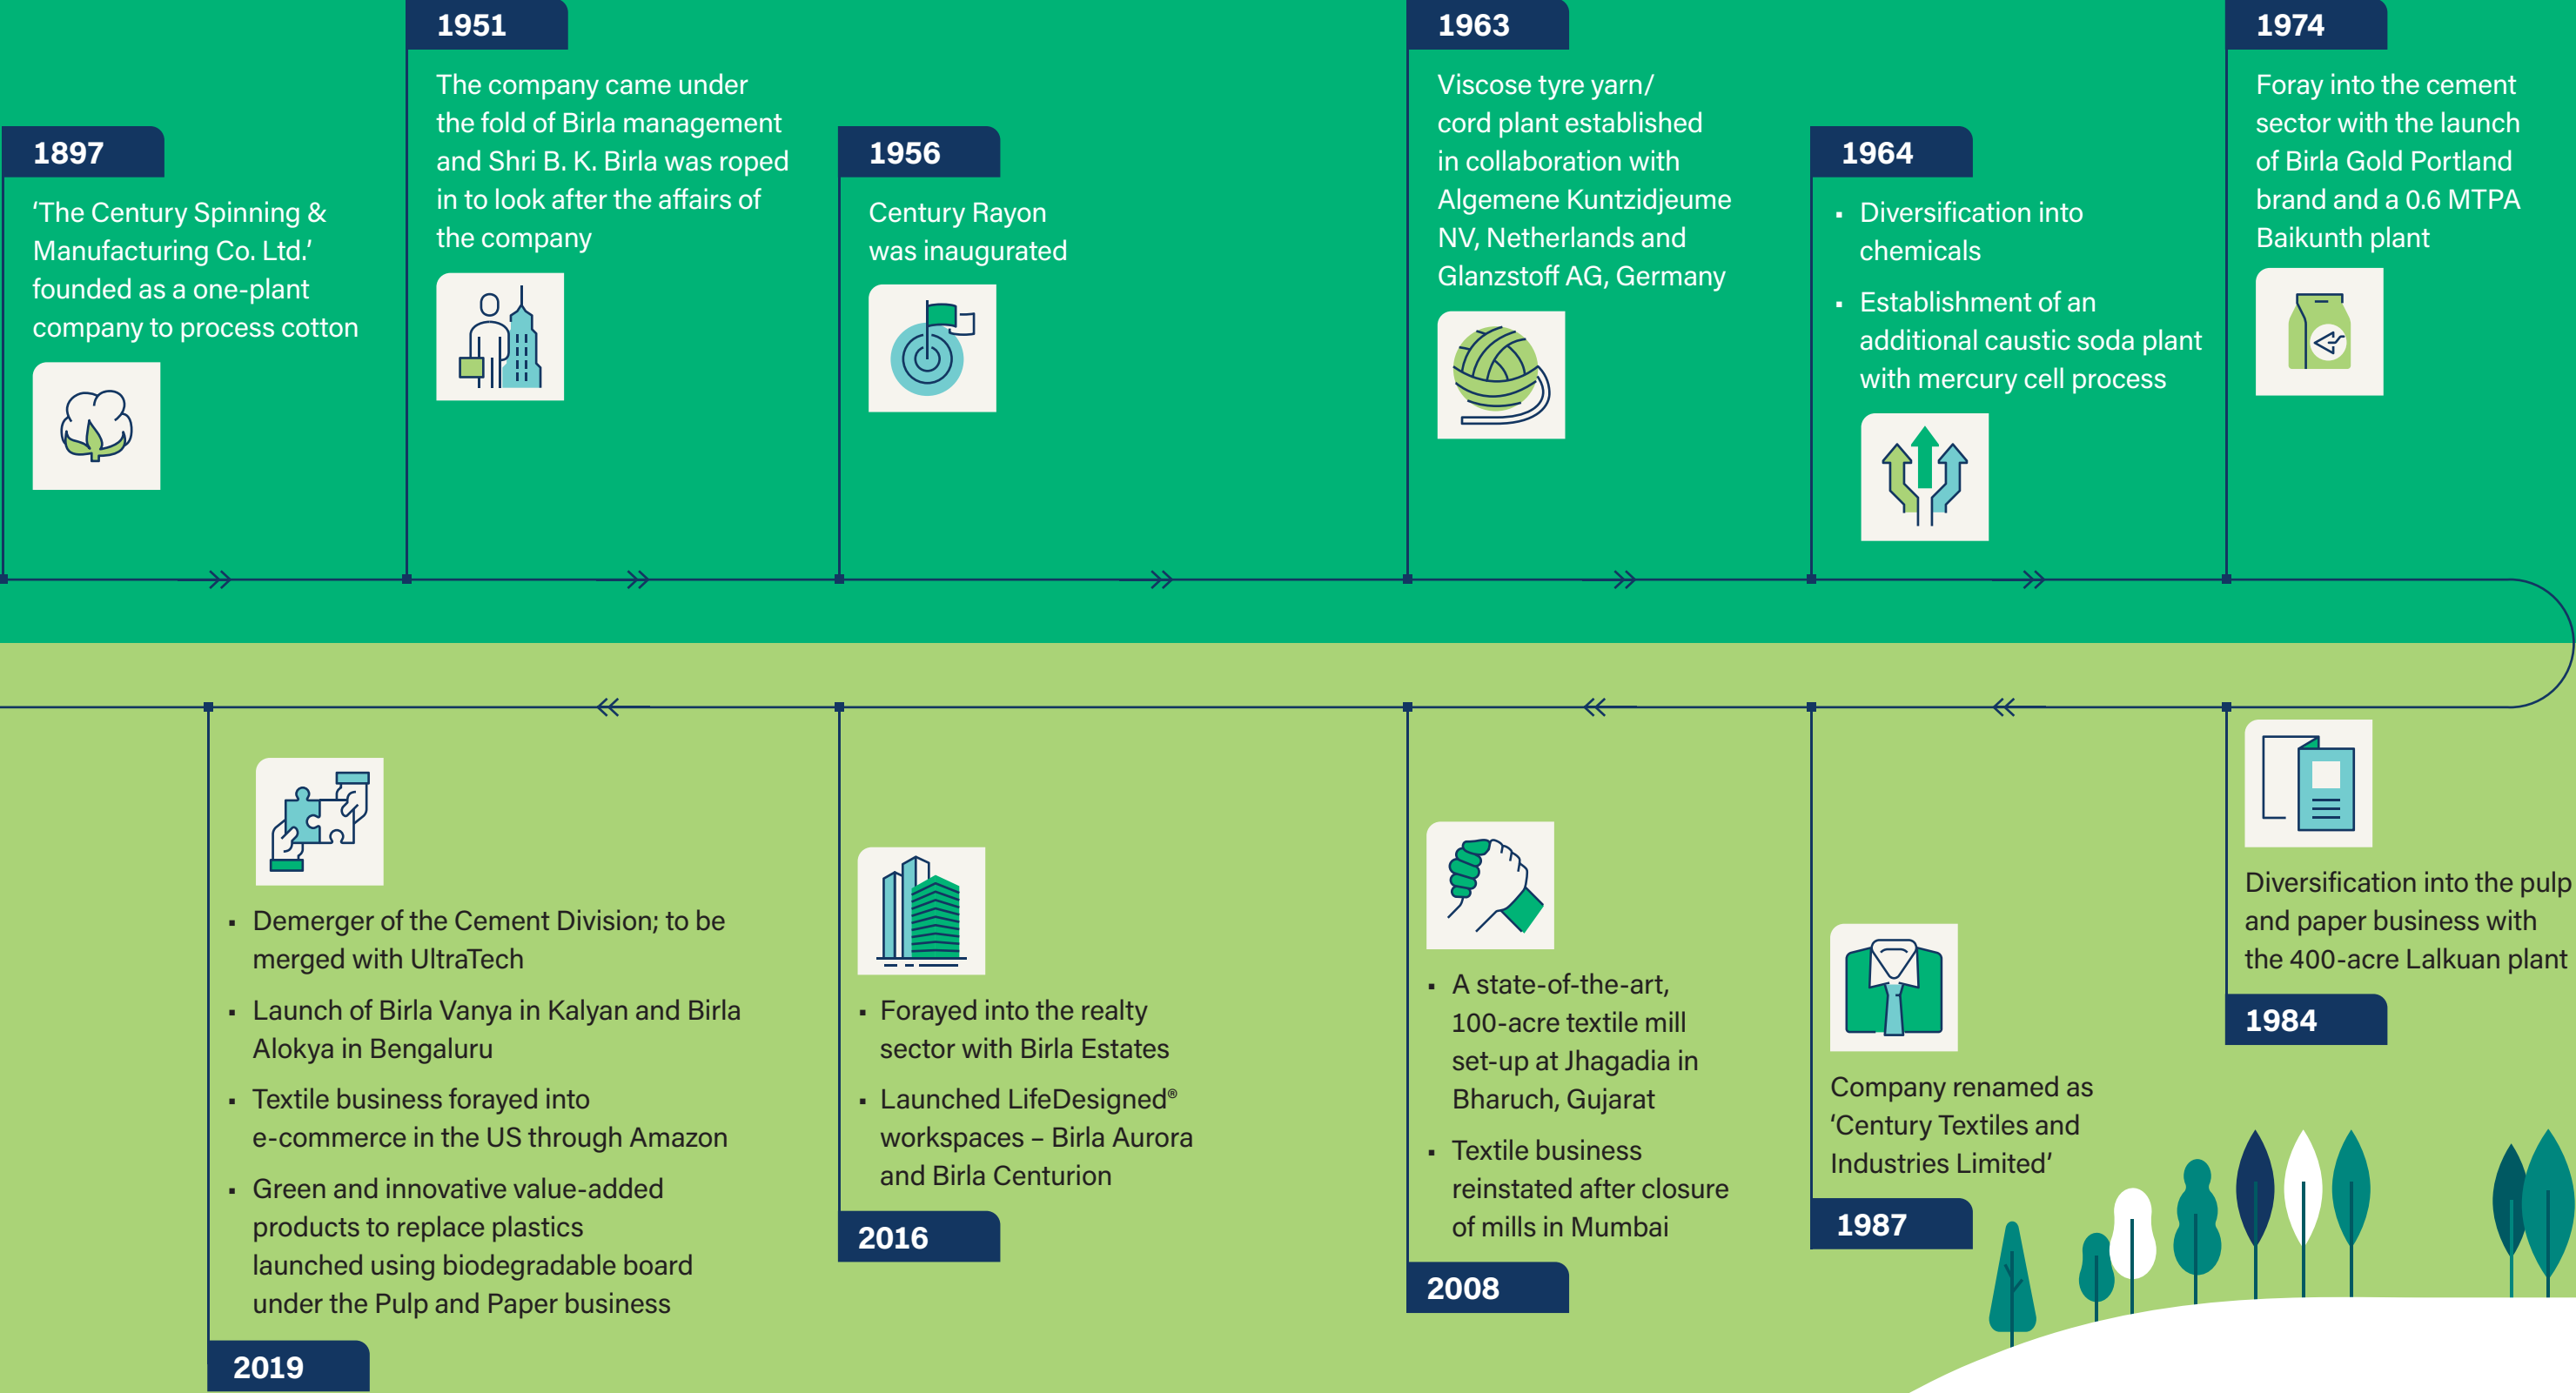 1897
‘The Century Spinning &
Manufacturing Co. Ltd.’
founded as a one-plant
company to process cotton
1951
The company came under
the fold of Birla management
and Shri B. K. Birla was roped
in to look after the affairs of
the company
1956
Century Rayon
was inaugurated
1963
Viscose tyre yarn/
cord plant established
in collaboration with
Algemene Kuntzidjeume
NV, Netherlands and
Glanzstoff AG, Germany
1964
▪ Diversification into
chemicals
▪ Establishment of an
additional caustic soda plant
with mercury cell process
1974
Foray into the cement
sector with the launch
of Birla Gold Portland
brand and a 0.6 MTPA
Baikunth plant
Diversification into the pulp
and paper business with
the 400-acre Lalkuan plant
1984
Company renamed as
‘Century Textiles and
Industries Limited’
1987
▪ A state-of-the-art,
100-acre textile mill
set-up at Jhagadia in
Bharuch, Gujarat
▪ Textile business
reinstated after closure
of mills in Mumbai
2008
▪ Forayed into the realty
sector with Birla Estates
▪ Launched LifeDesigned®
workspaces – Birla Aurora
and Birla Centurion
2016
▪ Demerger of the Cement Division; to be
merged with UltraTech
▪ Launch of Birla Vanya in Kalyan and Birla
Alokya in Bengaluru
▪ Textile business forayed into
e-commerce in the US through Amazon
▪ Green and innovative value-added
products to replace plastics
launched using biodegradable board
under the Pulp and Paper business
2019